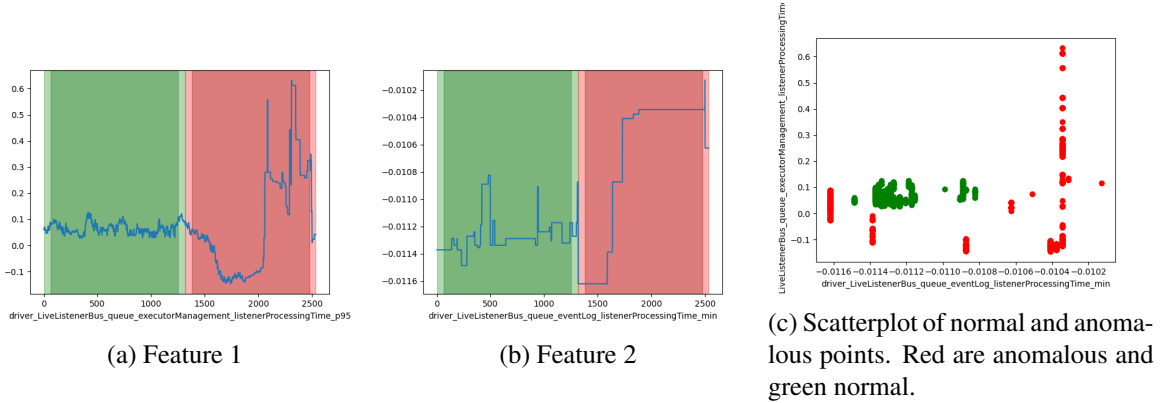 0.6
0.5
0.4
0.3
0.2
0.1
0.0
−0.1
0 500 1000 1500 2000 2500
driver_LiveListenerBus_queue_executorManagement_listenerProcessingTime_p95
(a) Feature 1
−0.0102
−0.0104
−0.0106
−0.0108
−0.0110
−0.0112
−0.0114
−0.0116
0 500 1000 1500 2000 2500
driver_LiveListenerBus_queue_eventLog_listenerProcessingTime_min
(b) Feature 2
LiveListenerBus_queue_executorManagement_listenerProcessingTime
0.6
0.5
0.4
0.3
0.2
0.1
0.0
−0.1
−0.0116 −0.0114 −0.0112 −0.0110 −0.0108 −0.0106 −0.0104 −0.0102
driver_LiveListenerBus_queue_eventLog_listenerProcessingTime_min
(c) Scatterplot of normal and anoma-
lous points. Red are anomalous and
green normal.